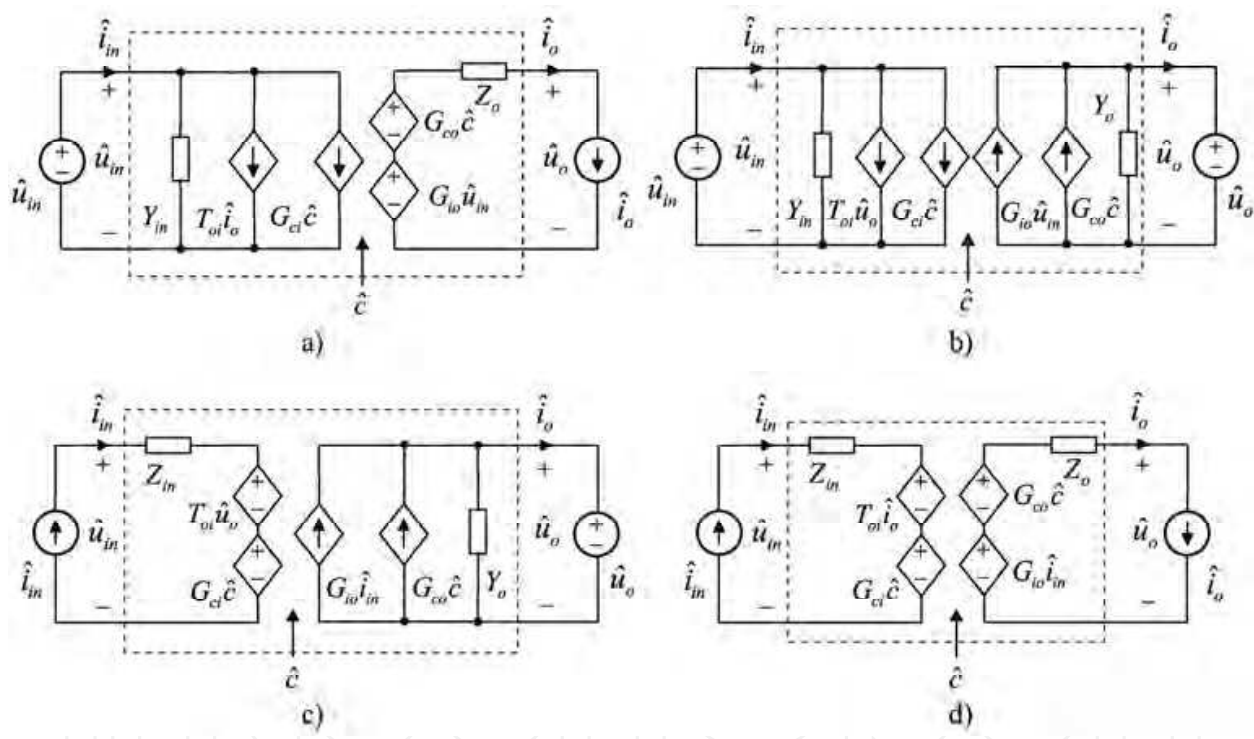 î_in
î_o
+
+
Z_o
G_co ĉ
+
−
û_in
+
−
û_in
û_o
+
−
G_io û_in
Y_in
T_oi î_o
G_ci ĉ
î_o
−
−
ĉ
a)
î_in
î_o
+
+
Y_o
û_in
+
−
û_in
û_o
+
−
û_o
Y_in
T_oi û_o
G_ci ĉ
G_io û_in
G_co ĉ
−
−
ĉ
b)
î_in
î_o
+
+
Z_in
T_oi û_o
+
−
û_in
û_o
+
−
G_ci ĉ
+
−
î_in
G_io î_in
G_co ĉ
Y_o
û_o
−
−
ĉ
c)
î_in
î_o
+
+
Z_in
Z_o
T_oi î_o
+
−
+
−
G_co ĉ
û_in
û_o
G_ci ĉ
+
−
+
−
G_io î_in
î_in
î_o
−
−
ĉ
d)